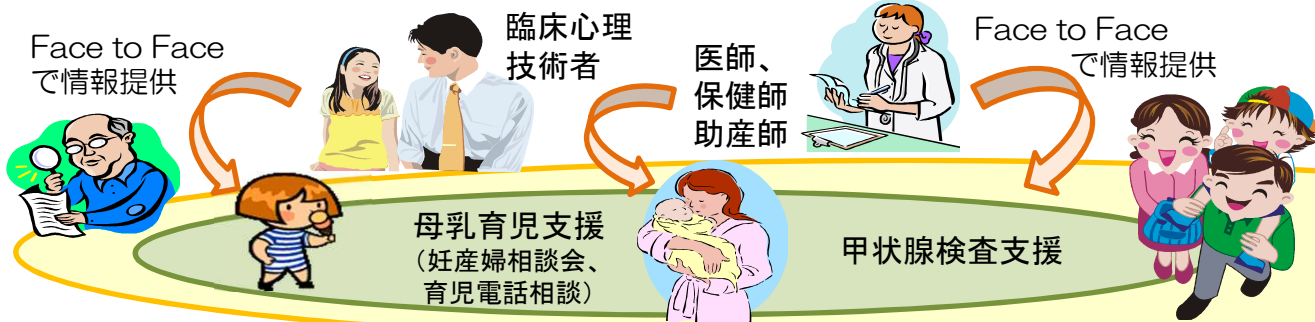 Face to Face
で情報提供
臨床心理
技術者
医師、
保健師
助産師
Face to Face
で情報提供
母乳育児支援
（妊産婦相談会、
育児電話相談）
甲状腺検査支援